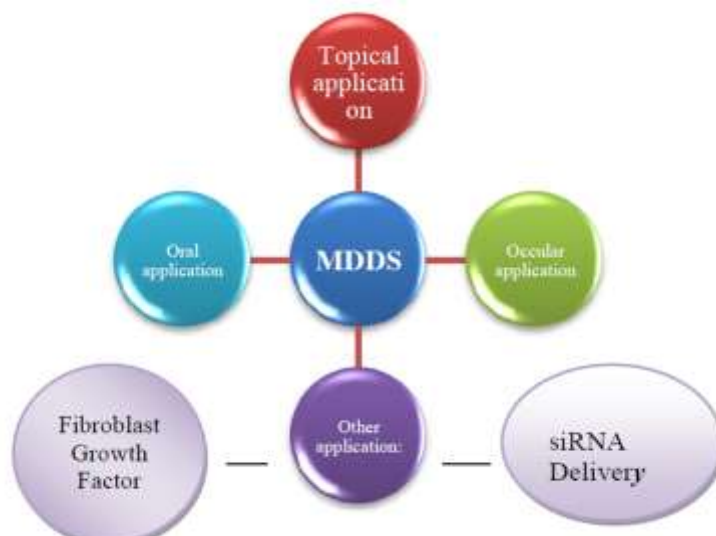 Topical
applicati
on
Oral
application
MDDS
Occular
application
Fibroblast
Growth
Factor
Other
application:
siRNA
Delivery